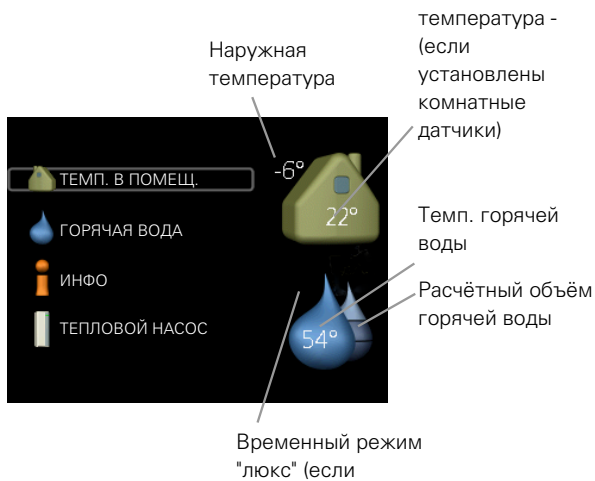 температура -
(если
установлены
комнатные
датчики)
Наружная
температура
-6°
22°
ТЕМП. В ПОМЕЩ.
ГОРЯЧАЯ ВОДА
ИНФО
ТЕПЛОВОЙ НАСОС
54°
Темп. горячей
воды
Расчётный объём
горячей воды
Временный режим
"люкс" (если